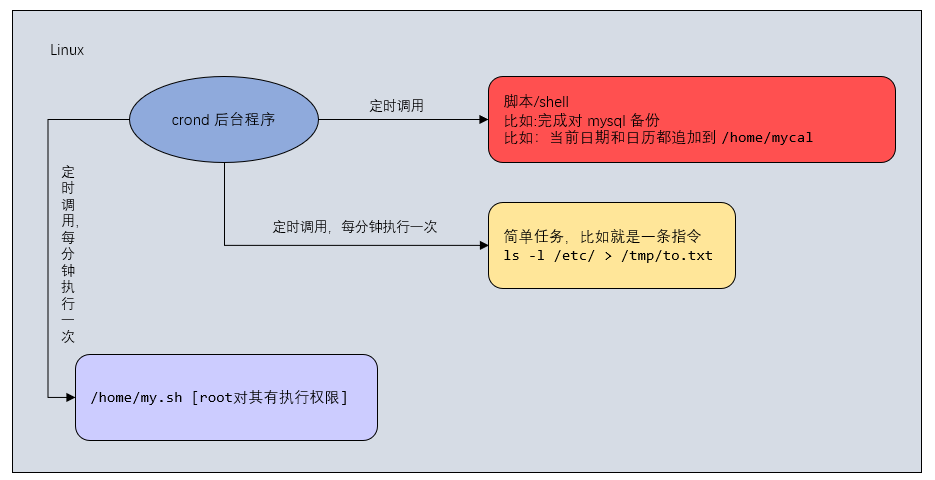 Linux
crond 后台程序
定时调用
脚本/shell
比如:完成对 mysql 备份
比如：当前日期和日历都追加到 /home/mycal
定时调用，每分钟执行一次
简单任务，比如就是一条指令
ls -l /etc/ > /tmp/to.txt
定时调用，每分钟执行一次
/home/my.sh [root对其有执行权限]